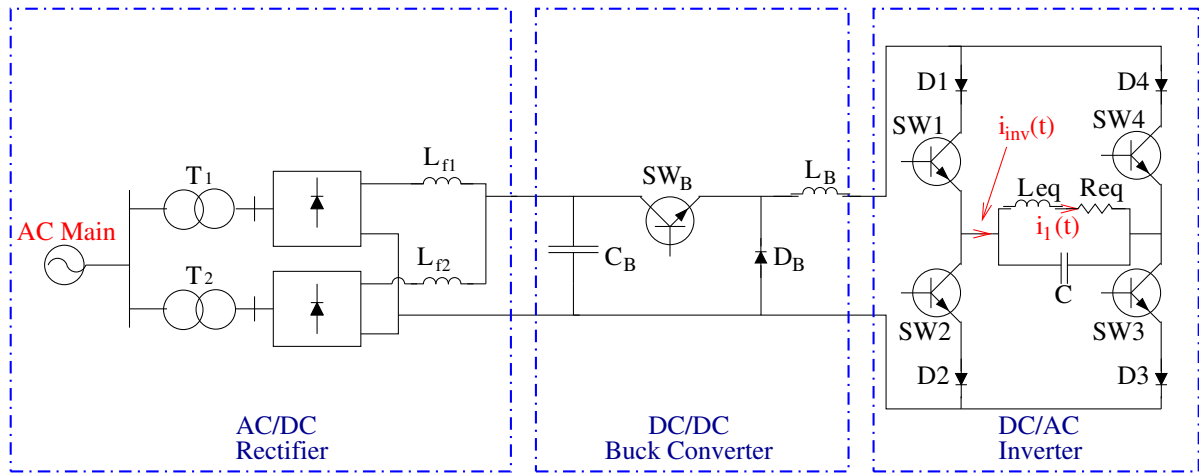 AC Main
T1
T2
Lf1
Lf2
AC/DC
Rectifier
CB
SWB
DB
LB
DC/DC
Buck Converter
D1
D4
SW1
iinv(t)
SW4
Leq
Req
i1(t)
C
SW2
SW3
D2
D3
DC/AC
Inverter